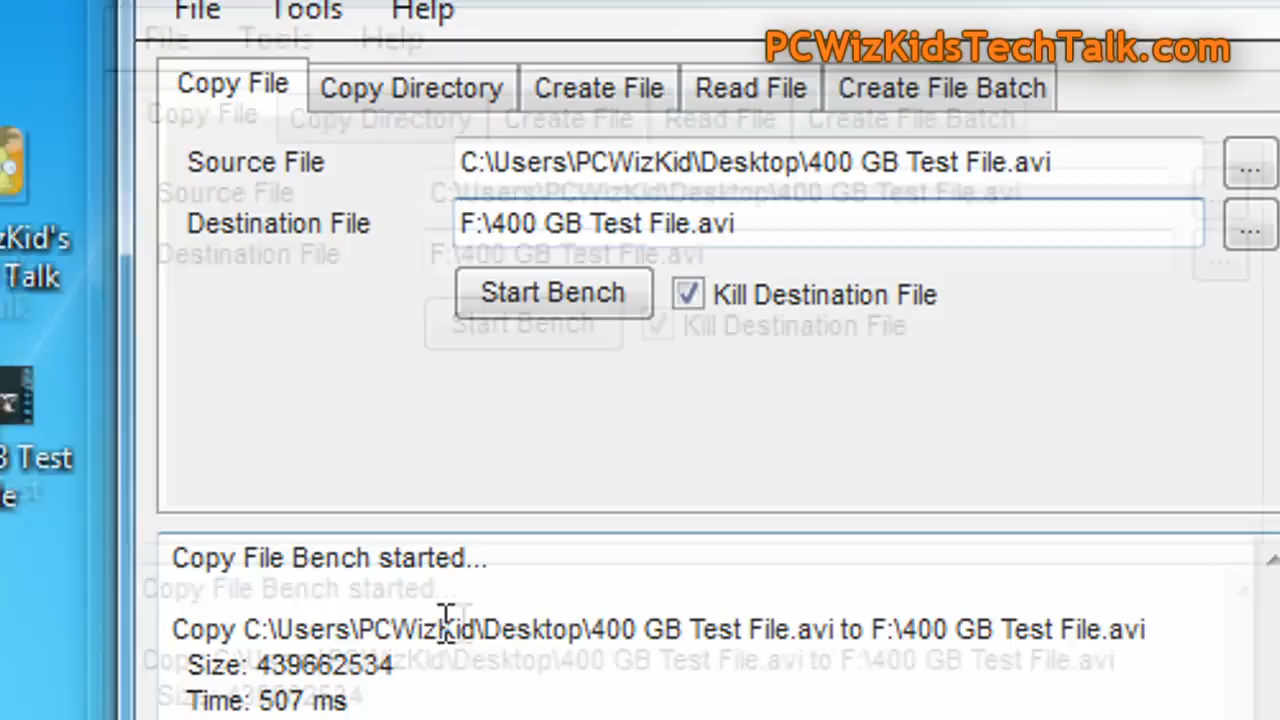 File Tools Help
PCWizKidsTechTalk.com
Copy File Copy Directory Create File Read File Create File Batch
Source File C:\Users\PCWizKid\Desktop\400 GB Test File.avi ...
Destination File F:\400 GB Test File.avi ...
Start Bench Kill Destination File
zKid's
Talk
Test
Copy File Bench started...
Copy C:\Users\PCWizKid\Desktop\400 GB Test File.avi to F:\400 GB Test File.avi
Size: 439662534
Time: 507 ms